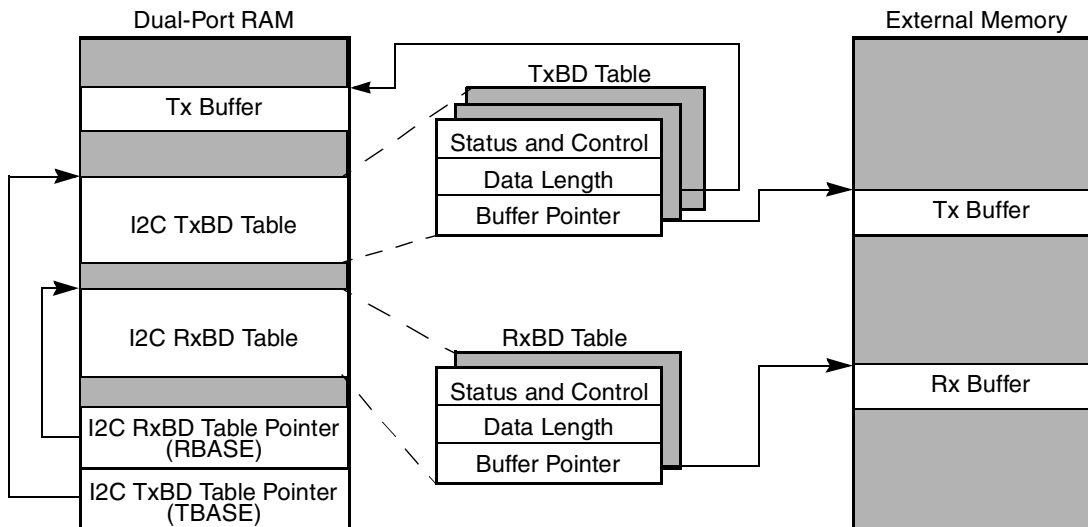 Dual-Port RAM
External Memory
TxBD Table
Tx Buffer
Status and Control
Data Length
Buffer Pointer
Tx Buffer
I2C TxBD Table
I2C RxBD Table
RxBD Table
Status and Control
Data Length
Buffer Pointer
Rx Buffer
I2C RxBD Table Pointer
(RBASE)
I2C TxBD Table Pointer
(TBASE)